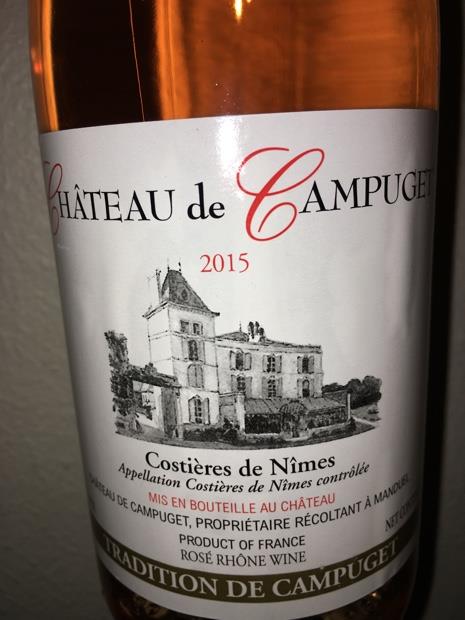 CHÂTEAU de CAMPUGET
2015
Costières de Nîmes
Appellation Costières de Nîmes contrôlée
MIS EN BOUTEILLE AU CHÂTEAU
CHÂTEAU DE CAMPUGET, PROPRIÉTAIRE RÉCOLTANT À MANDUEL
NET
PRODUCT OF FRANCE
ROSÉ RHÔNE WINE
TRADITION DE CAMPUGET